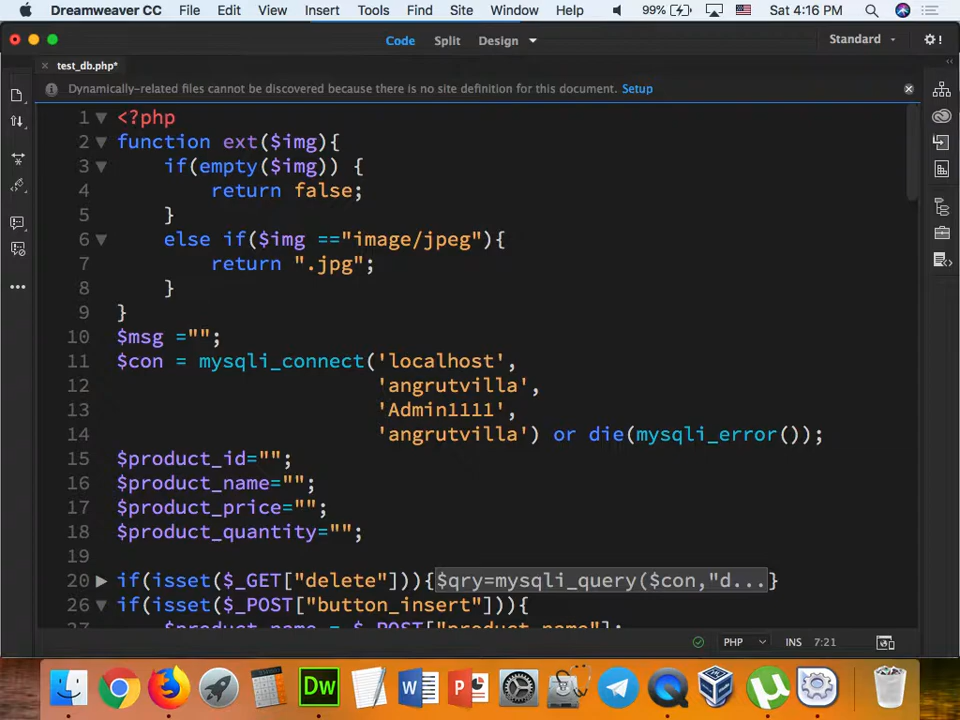 Dreamweaver CC File Edit View Insert Tools Find Site Window Help 99% Sat 4:16 PM
Code Split Design Standard
test_db.php*
Dynamically-related files cannot be discovered because there is no site definition for this document. Setup
1 <?php
2 function ext($img){
3 if(empty($img)) {
4 return false;
5 }
6 else if($img =="image/jpeg"){
7 return ".jpg";
8 }
9 }
10 $msg ="";
11 $con = mysqli_connect('localhost',
12 'angrutvilla',
13 'Admin1111',
14 'angrutvilla') or die(mysqli_error());
15 $product_id="";
16 $product_name="";
17 $product_price="";
18 $product_quantity="";
19
20 if(isset($_GET["delete"])){$qry=mysqli_query($con,"d...}
26 if(isset($_POST["button_insert"])){
27 $product_name = $_POST["product_name"];
PHP INS 7:21
Dw
W
P